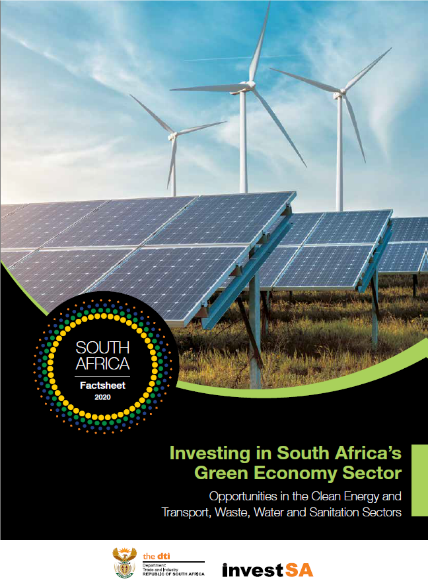 SOUTH
AFRICA
Factsheet
2020
Investing in South Africa's
Green Economy Sector
Opportunities in the Clean Energy and
Transport, Waste, Water and Sanitation Sectors
the dti
Department:
Trade and Industry
REPUBLIC OF SOUTH AFRICA
investSA